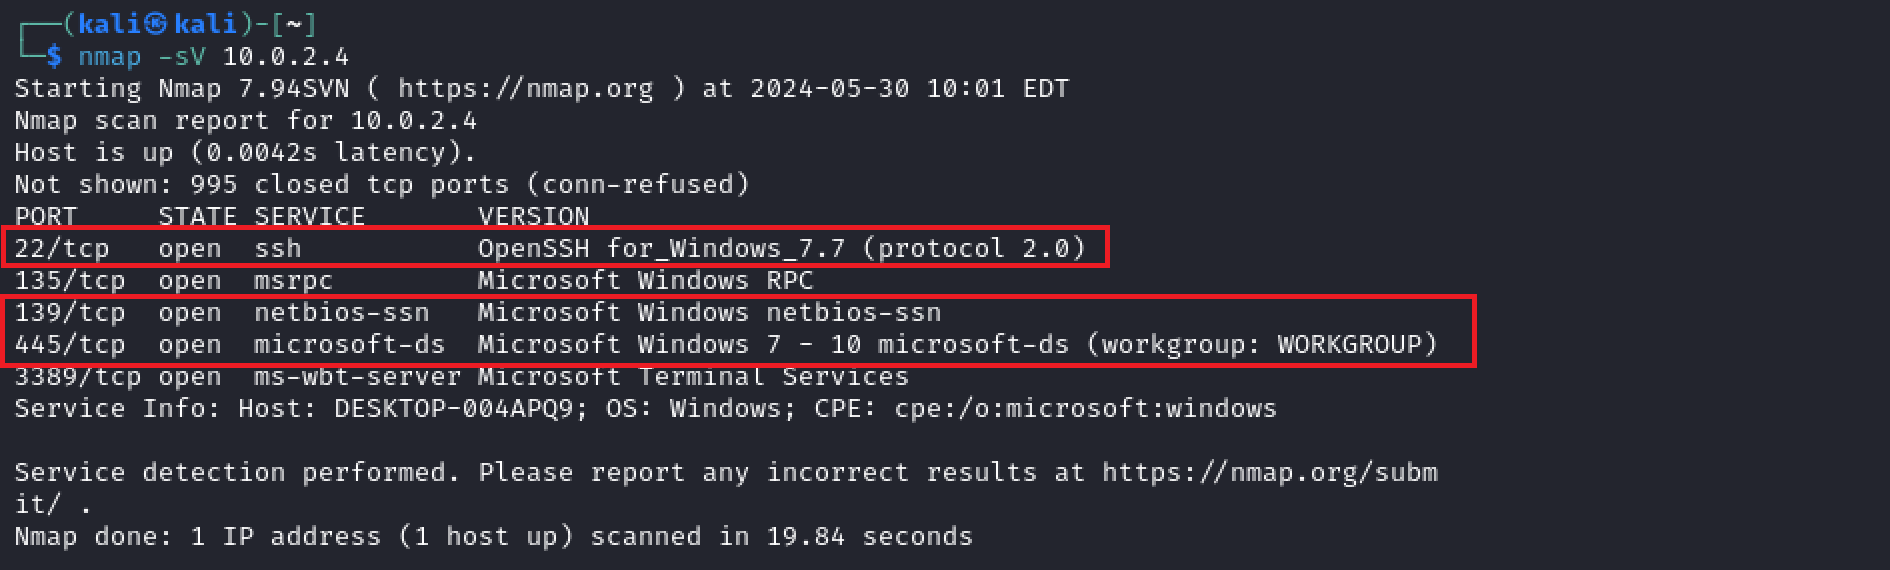 ┌──(kali㉿kali)-[~]
└─$ nmap -sV 10.0.2.4
Starting Nmap 7.94SVN ( https://nmap.org ) at 2024-05-30 10:01 EDT
Nmap scan report for 10.0.2.4
Host is up (0.0042s latency).
Not shown: 995 closed tcp ports (conn-refused)
PORT     STATE SERVICE       VERSION
22/tcp   open  ssh           OpenSSH for_Windows_7.7 (protocol 2.0)
135/tcp  open  msrpc         Microsoft Windows RPC
139/tcp  open  netbios-ssn   Microsoft Windows netbios-ssn
445/tcp  open  microsoft-ds  Microsoft Windows 7 - 10 microsoft-ds (workgroup: WORKGROUP)
3389/tcp open  ms-wbt-server Microsoft Terminal Services
Service Info: Host: DESKTOP-004APQ9; OS: Windows; CPE: cpe:/o:microsoft:windows
Service detection performed. Please report any incorrect results at https://nmap.org/subm
it/ .
Nmap done: 1 IP address (1 host up) scanned in 19.84 seconds